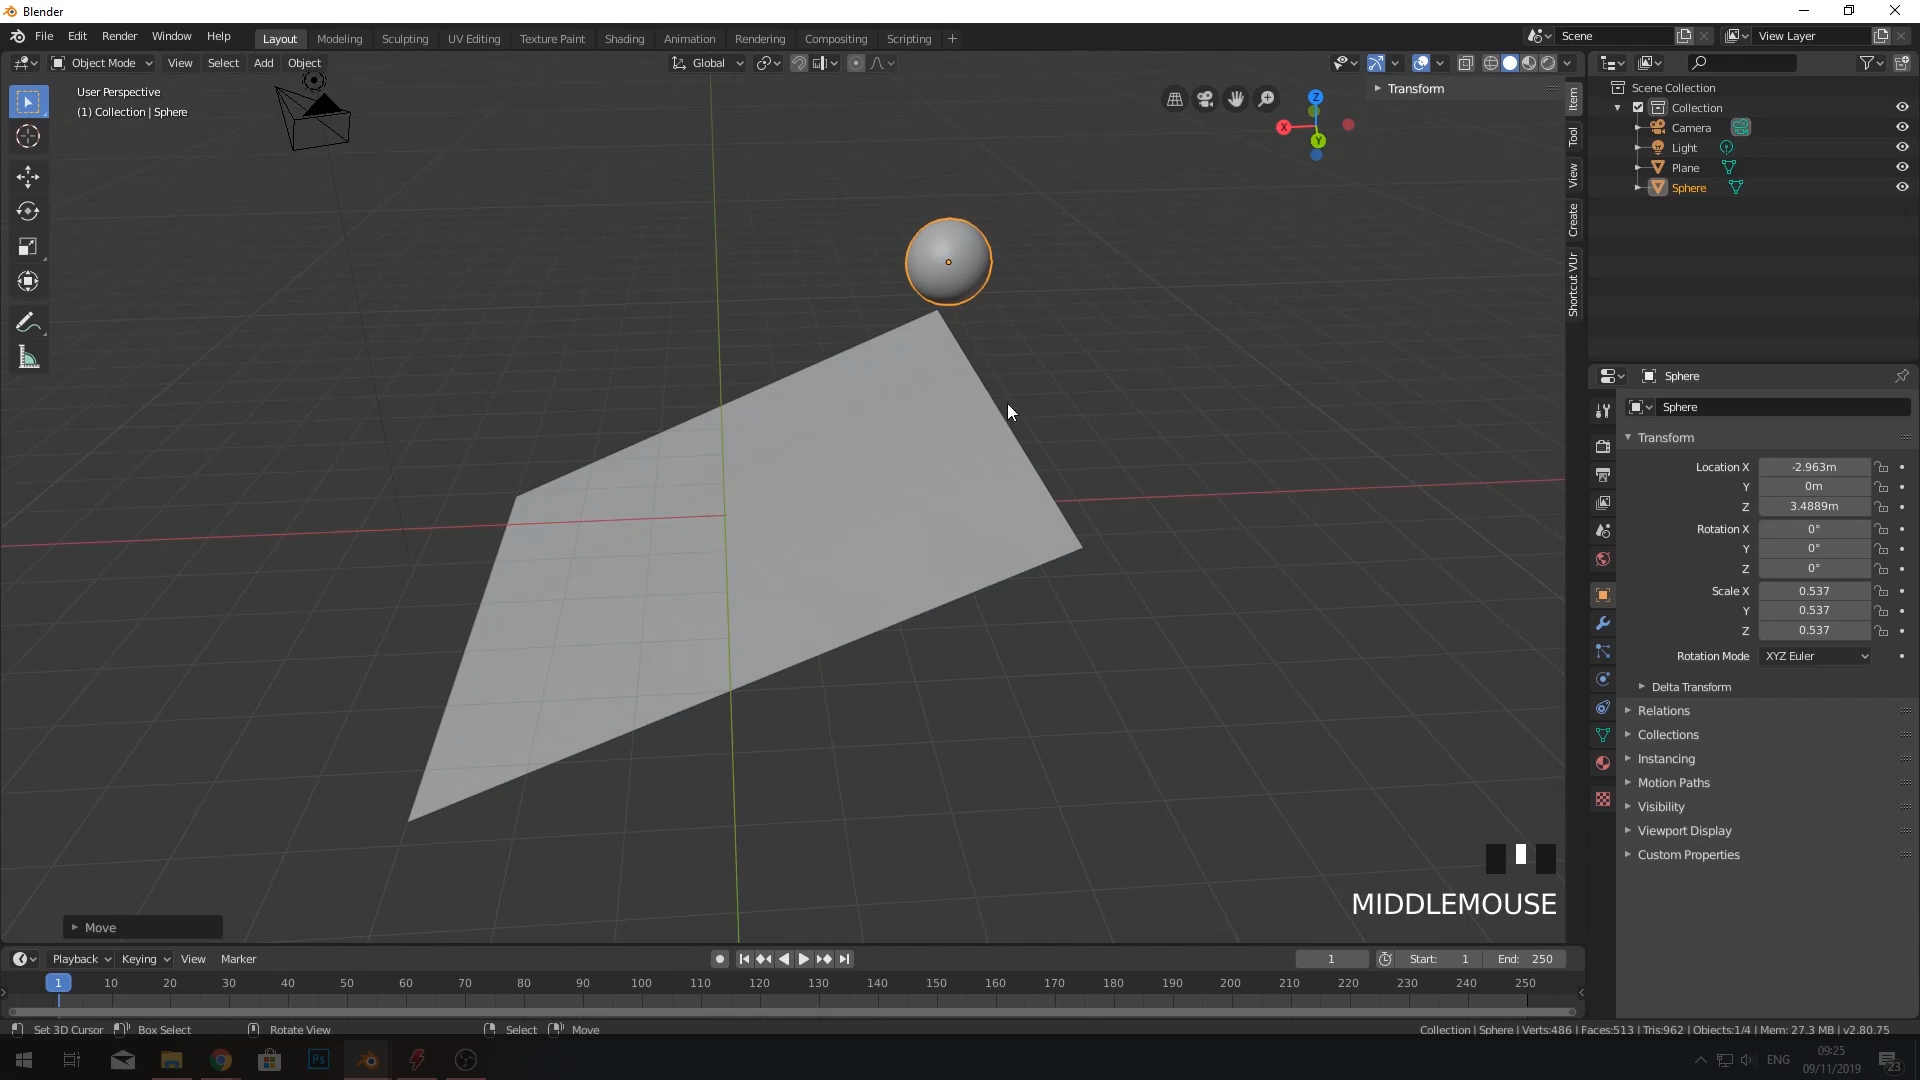 Blender
File Edit Render Window Help
Layout Modeling Sculpting UV Editing Texture Paint Shading Animation Rendering Compositing Scripting +
Scene View Layer
Object Mode View Select Add Object
Global
User Perspective
(1) Collection | Sphere
Transform
Z
X
Y
Item
Tool
View
Create
Shortcut VUr
Scene Collection
Collection
Camera
Light
Plane
Sphere
Sphere
Sphere
Transform
Location X -2.963m
Y 0m
Z 3.4889m
Rotation X 0°
Y 0°
Z 0°
Scale X 0.537
Y 0.537
Z 0.537
Rotation Mode XYZ Euler
Delta Transform
Relations
Collections
Instancing
Motion Paths
Visibility
Viewport Display
Custom Properties
MIDDLEMOUSE
Move
Playback Keying View Marker
1 Start: 1 End: 250
1 10 20 30 40 50 60 70 80 90 100 110 120 130 140 150 160 170 180 190 200 210 220 230 240 250
Set 3D Cursor Box Select Rotate View Select Move
Collection | Sphere | Verts:486 | Faces:513 | Tris:962 | Objects:1/4 | Mem: 27.3 MB | v2.80.75
Ps
ENG
09:25
09/11/2019
23